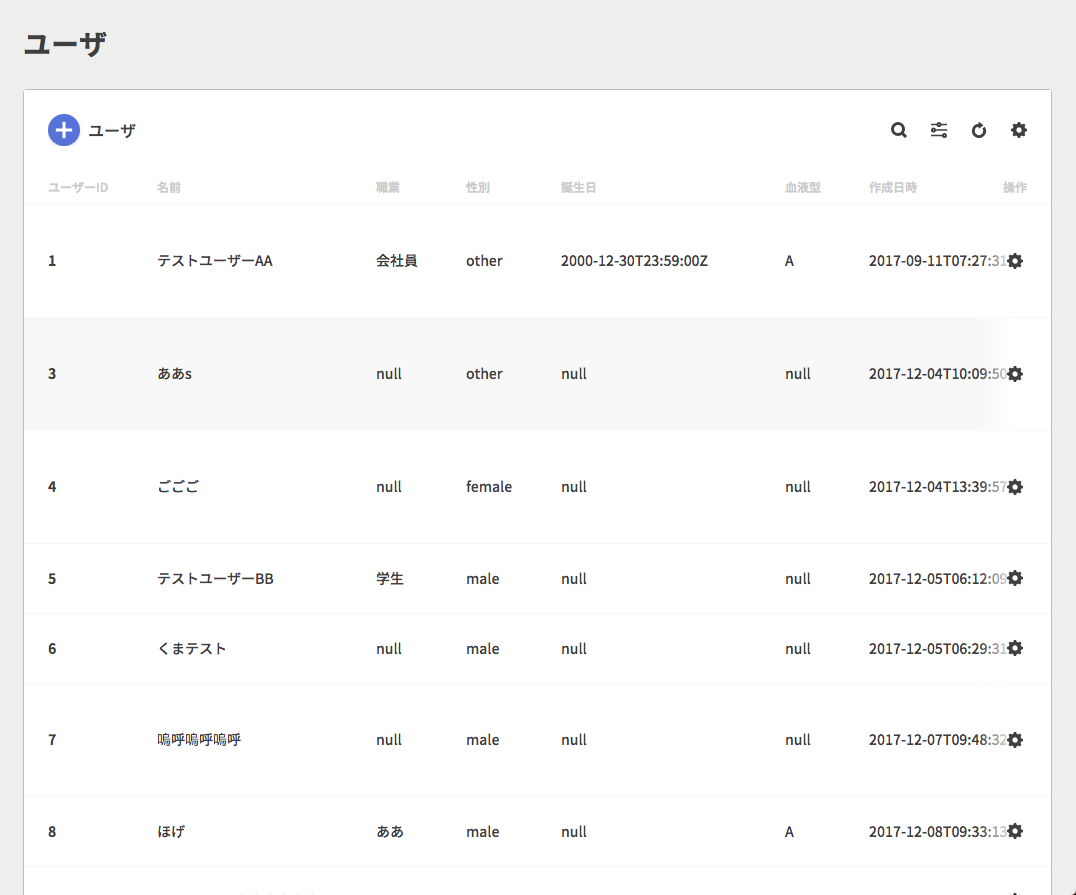 ユーザ
ユーザ
ユーザーID 名前 職業 性別 誕生日 血液型 作成日時 操作
1 テストユーザーAA 会社員 other 2000-12-30T23:59:00Z A 2017-09-11T07:27:31
3 ああs null other null null 2017-12-04T10:09:50
4 ごごご null female null null 2017-12-04T13:39:57
5 テストユーザーBB 学生 male null null 2017-12-05T06:12:09
6 くまテスト null male null null 2017-12-05T06:29:31
7 嗚呼嗚呼嗚呼 null male null null 2017-12-07T09:48:32
8 ほげ ああ male null A 2017-12-08T09:33:13